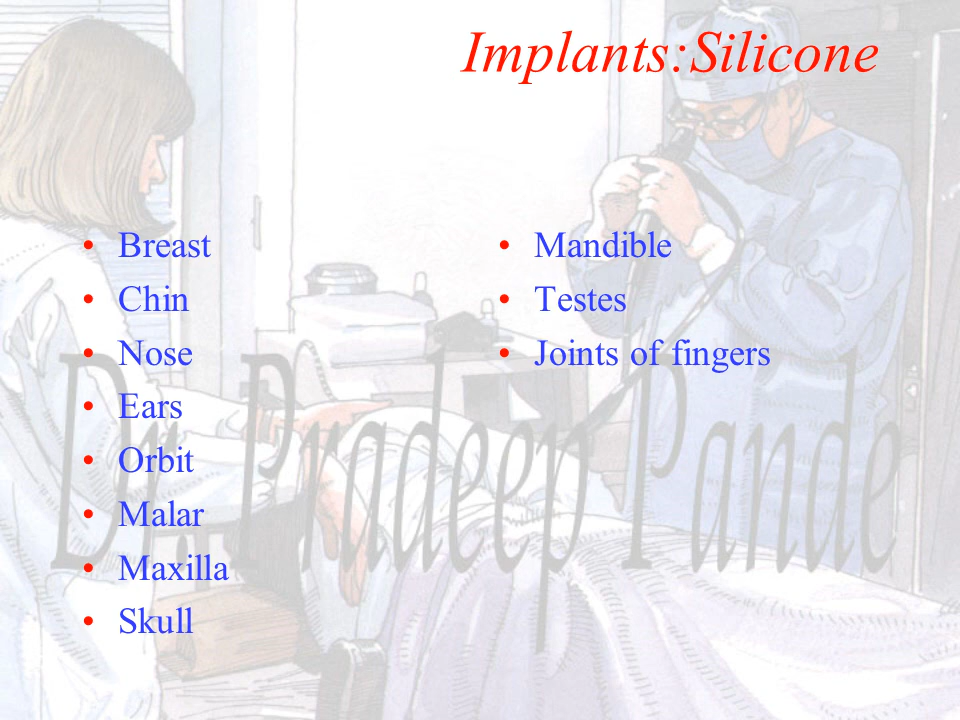 Implants:Silicone
• Breast
• Chin
• Nose
• Ears
• Orbit
• Malar
• Maxilla
• Skull
• Mandible
• Testes
• Joints of fingers
Dr. Pradeep Pande